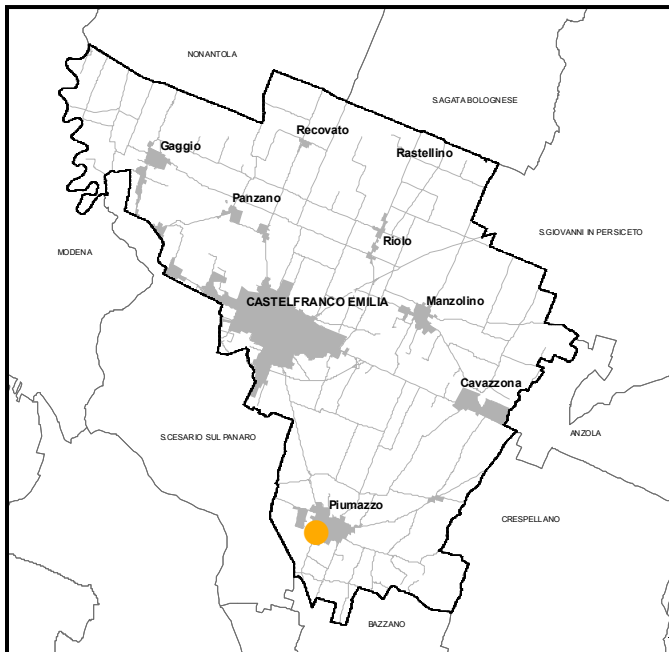 NONANTOLA
S.AGATA BOLOGNESE
Recovato
Gaggio
Rastellino
Panzano
S.GIOVANNI IN PERSICETO
Riolo
MODENA
CASTELFRANCO EMILIA
Manzolino
Cavazzona
S.CESARIO SUL PANARO
ANZOLA
Piumazzo
CRESPELLANO
BAZZANO